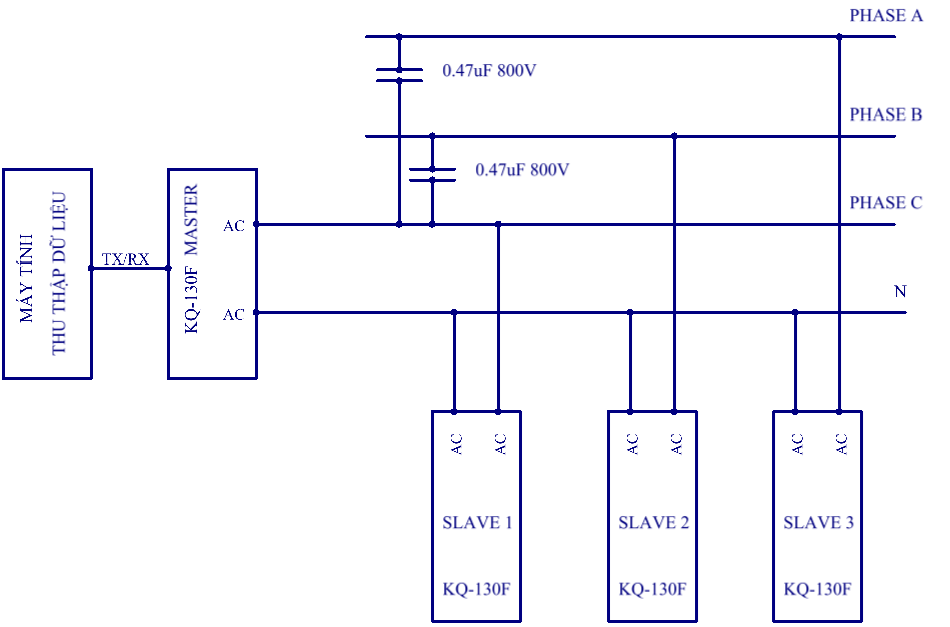 PHASE A
0.47uF 800V
PHASE B
0.47uF 800V
PHASE C
MÁY TÍNH
THU THẬP DỮ LIỆU
TX/RX
KQ-130F MASTER
AC
AC
N
AC
AC
SLAVE 1
KQ-130F
AC
AC
SLAVE 2
KQ-130F
AC
AC
SLAVE 3
KQ-130F